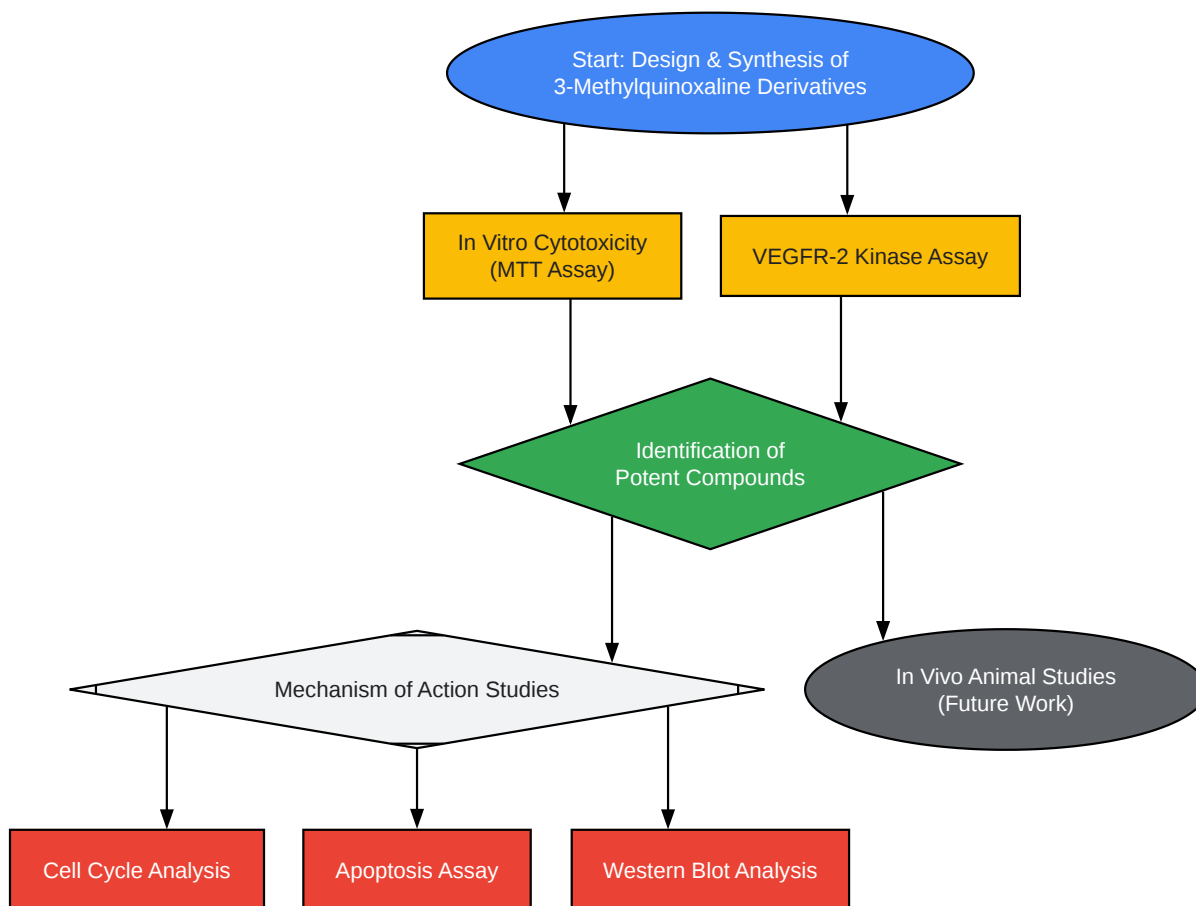 Start: Design & Synthesis of
3-Methylquinoxaline Derivatives
In Vitro Cytotoxicity
(MTT Assay)
VEGFR-2 Kinase Assay
Identification of
Potent Compounds
Mechanism of Action Studies
In Vivo Animal Studies
(Future Work)
Cell Cycle Analysis
Apoptosis Assay
Western Blot Analysis